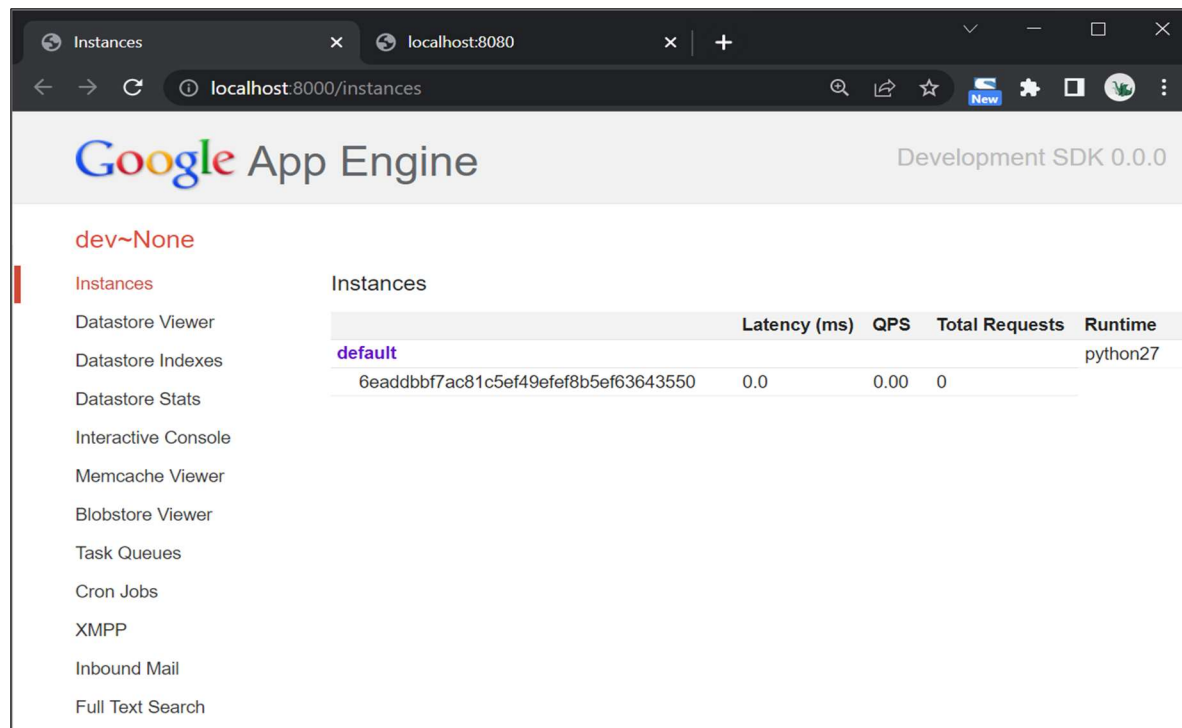 Instances
localhost:8080
localhost:8000/instances
New
Google App Engine
Development SDK 0.0.0
dev~None
Instances
Datastore Viewer
Datastore Indexes
Datastore Stats
Interactive Console
Memcache Viewer
Blobstore Viewer
Task Queues
Cron Jobs
XMPP
Inbound Mail
Full Text Search
Instances
Latency (ms) QPS Total Requests Runtime
default python27
6eaddbbf7ac81c5ef49efef8b5ef63643550 0.0 0.00 0